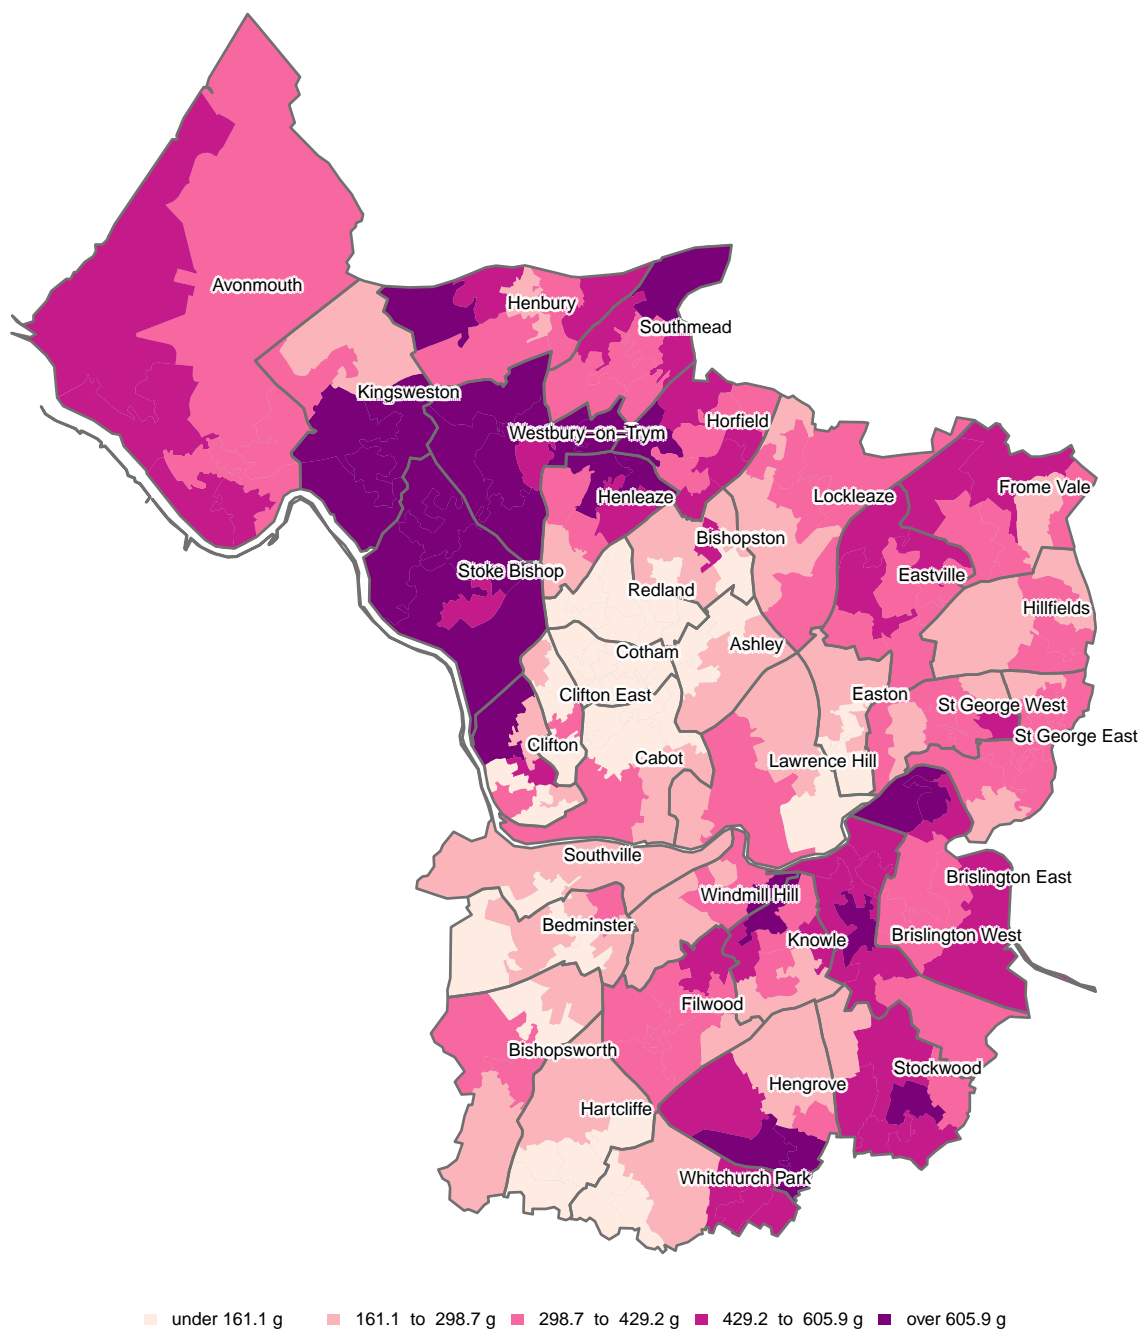 Avonmouth
Henbury
Southmead
Kingsweston
Westbury-on-Trym
Horfield
Henleaze
Lockleaze
Frome Vale
Bishopston
Stoke Bishop
Eastville
Redland
Hillfields
Ashley
Cotham
Clifton East
Easton
St George West
St George East
Clifton
Cabot
Lawrence Hill
Southville
Brislington East
Windmill Hill
Bedminster
Knowle
Brislington West
Filwood
Bishopsworth
Stockwood
Hengrove
Hartcliffe
Whitchurch Park
under 161.1 g 161.1 to 298.7 g 298.7 to 429.2 g 429.2 to 605.9 g over 605.9 g